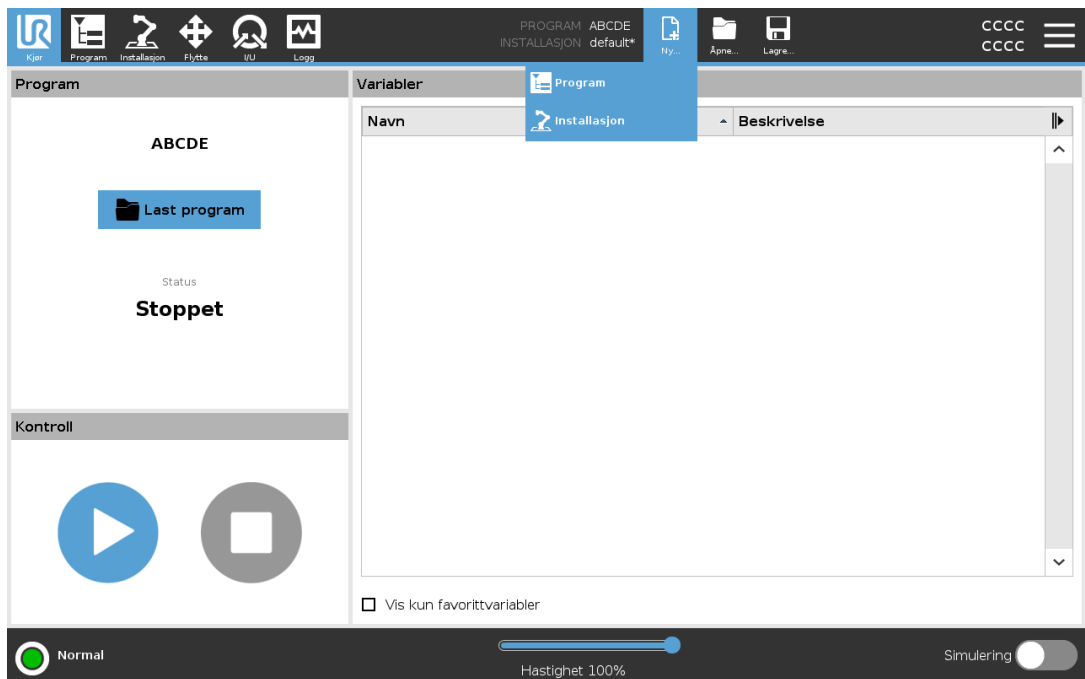 Kjør
Program
Installasjon
Flytte
I/U
Logg
PROGRAM ABCDE
INSTALLASJON default*
Ny...
Åpne...
Lagre...
CCCC
CCCC
Program
Installasjon
Program
Variabler
Navn
Beskrivelse
ABCDE
Last program
Status
Stoppet
Kontroll
Vis kun favorittvariabler
Normal
Hastighet 100%
Simulering